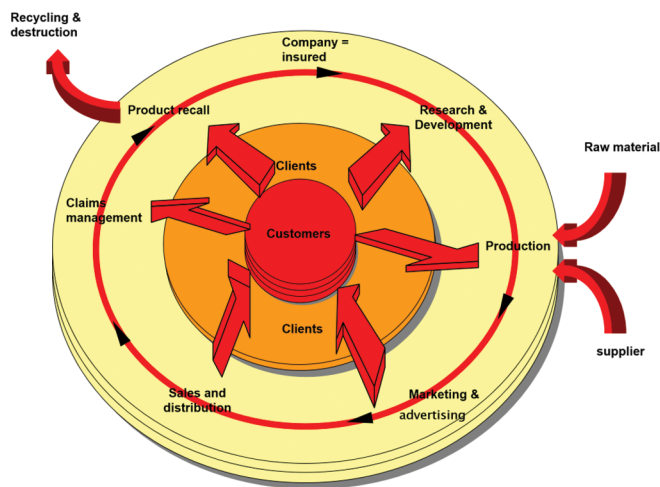 Recycling &
destruction
Company =
insured
Product recall
Research &
Development
Raw material
Clients
Claims
management
Customers
Production
Clients
supplier
Sales and
distribution
Marketing &
advertising